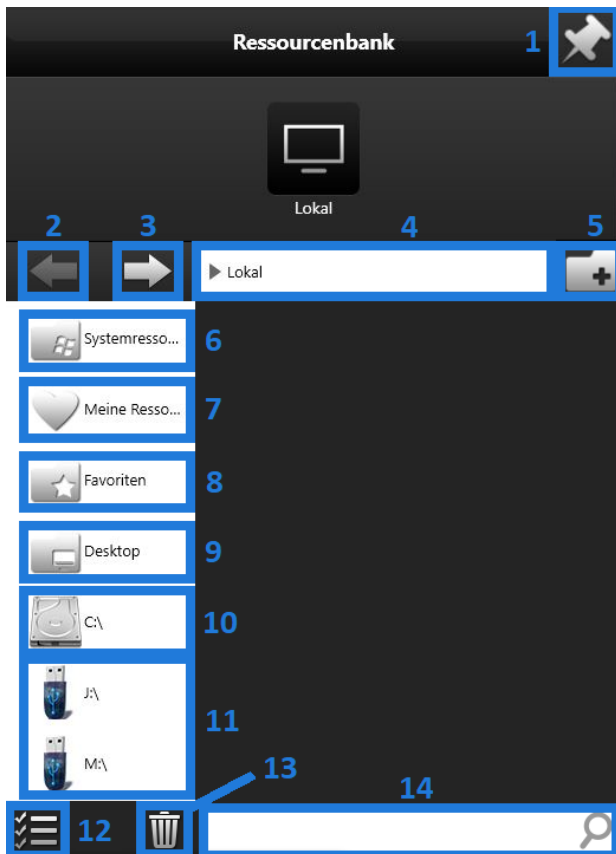 Ressourcenbank
1
Lokal
2
3
4
5
Lokal
Systemresso...
6
Meine Resso...
7
Favoriten
8
Desktop
9
C:\
10
J:\
11
M:\
13
12
14